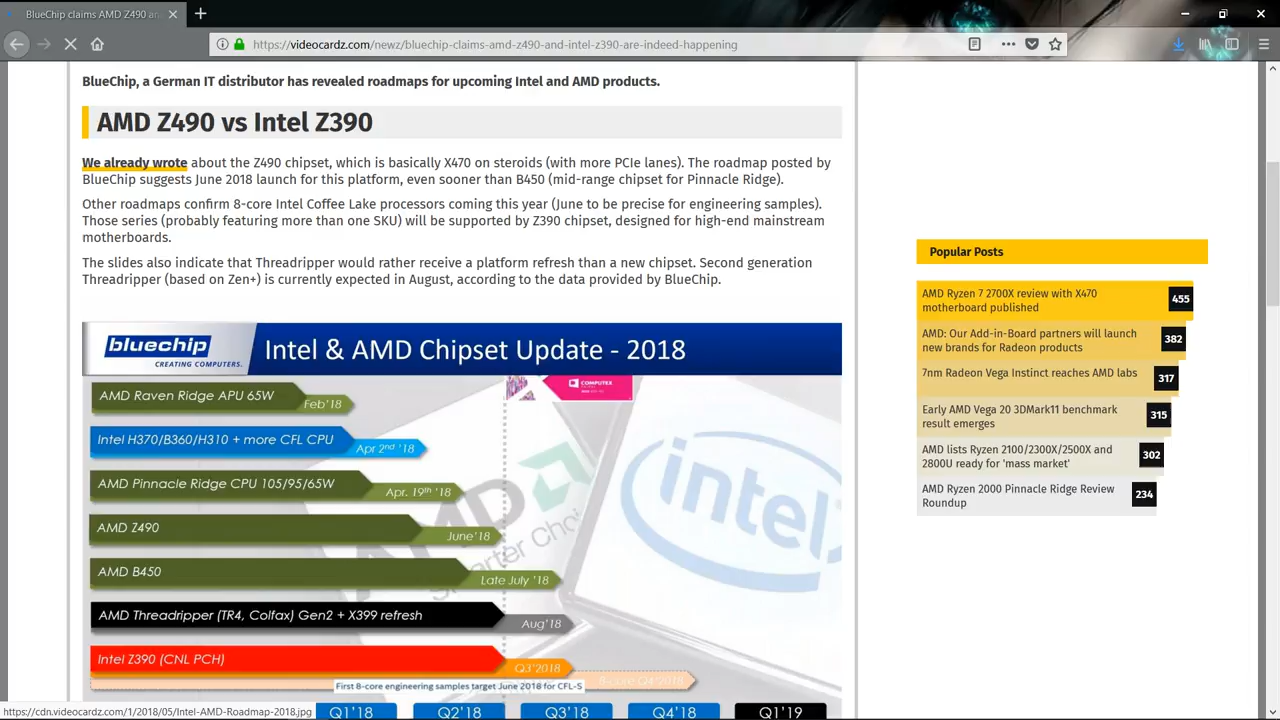 BlueChip claims AMD Z490 an
https://videocardz.com/newz/bluechip-claims-amd-z490-and-intel-z390-are-indeed-happening
BlueChip, a German IT distributor has revealed roadmaps for upcoming Intel and AMD products.
AMD Z490 vs Intel Z390
We already wrote about the Z490 chipset, which is basically X470 on steroids (with more PCIe lanes). The roadmap posted by
BlueChip suggests June 2018 launch for this platform, even sooner than B450 (mid-range chipset for Pinnacle Ridge).
Other roadmaps confirm 8-core Intel Coffee Lake processors coming this year (June to be precise for engineering samples).
Those series (probably featuring more than one SKU) will be supported by Z390 chipset, designed for high-end mainstream
motherboards.
The slides also indicate that Threadripper would rather receive a platform refresh than a new chipset. Second generation
Threadripper (based on Zen+) is currently expected in August, according to the data provided by BlueChip.
bluechip
CREATING COMPUTERS.
Intel & AMD Chipset Update - 2018
COMPUTEX
AMD Raven Ridge APU 65W
Feb'18
Intel H370/B360/H310 + more CFL CPU
Apr 2nd '18
AMD Pinnacle Ridge CPU 105/95/65W
Apr. 19th '18
AMD Z490
June'18
AMD B450
Late July '18
AMD Threadripper (TR4, Colfax) Gen2 + X399 refresh
Aug'18
Intel Z390 (CNL PCH)
Q3'2018
8-core Q4'2018
First 8-core engineering samples target June 2018 for CFL-S
Q1'18 Q2'18 Q3'18 Q4'18 Q1'19
AMD
Smarter Choi
intel
Popular Posts
AMD Ryzen 7 2700X review with X470
motherboard published
455
AMD: Our Add-in-Board partners will launch
new brands for Radeon products
382
7nm Radeon Vega Instinct reaches AMD labs
317
Early AMD Vega 20 3DMark11 benchmark
result emerges
315
AMD lists Ryzen 2100/2300X/2500X and
2800U ready for 'mass market'
302
AMD Ryzen 2000 Pinnacle Ridge Review
Roundup
234
https://cdn.videocardz.com/1/2018/05/Intel-AMD-Roadmap-2018.jpg